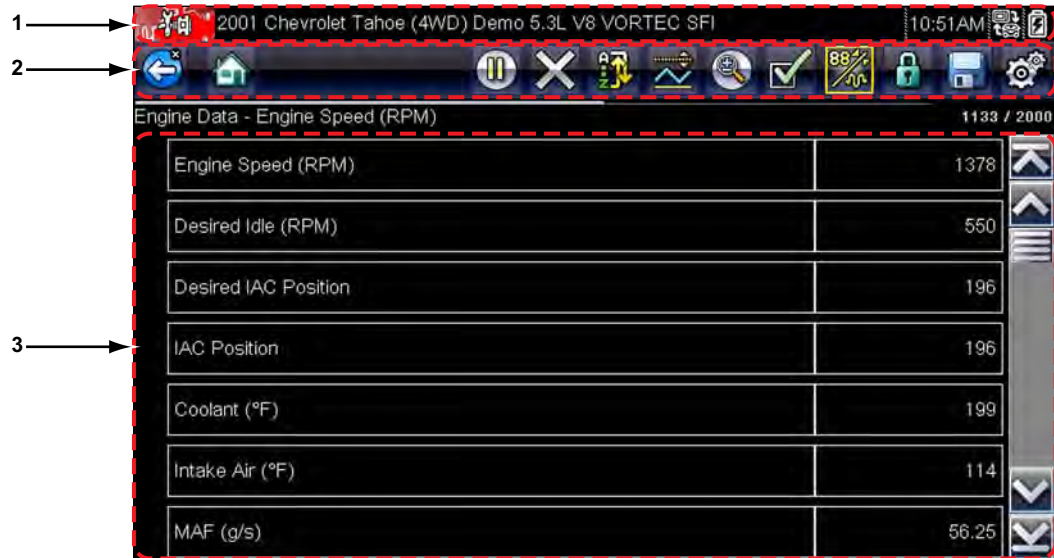 1
2001 Chevrolet Tahoe (4WD) Demo 5.3L V8 VORTEC SFI 10:51AM
2
Engine Data - Engine Speed (RPM) 1133 / 2000
3
Engine Speed (RPM) 1378
Desired Idle (RPM) 550
Desired IAC Position 196
IAC Position 196
Coolant (°F) 199
Intake Air (°F) 114
MAF (g/s) 56.25